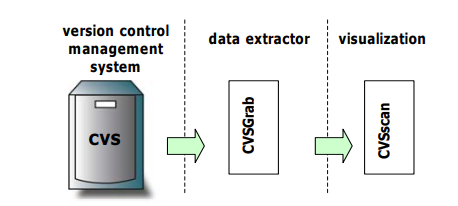 version control
management
system
data extractor
visualization
CVS
CVSGrab
CVSscan